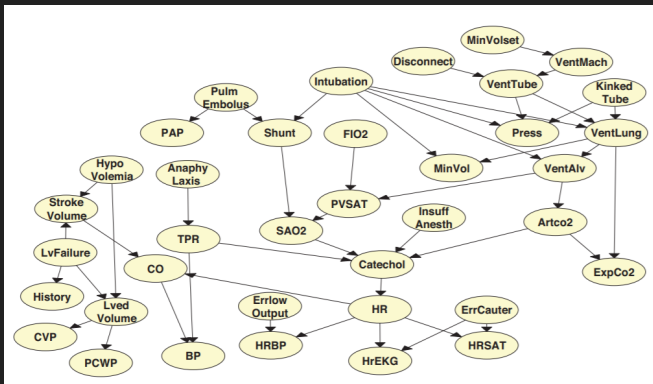 MinVolset
Disconnect
VentMach
Intubation
VentTube
Kinked
Tube
Pulm
Embolus
PAP
Shunt
FIO2
Press
VentLung
MinVol
VentAlv
Hypo
Volemia
Anaphy
Laxis
Stroke
Volume
PVSAT
Insuff
Anesth
Artco2
SAO2
TPR
LvFailure
CO
Catechol
ExpCo2
History
Lved
Volume
Errlow
Output
HR
ErrCauter
CVP
PCWP
BP
HRBP
HrEKG
HRSAT